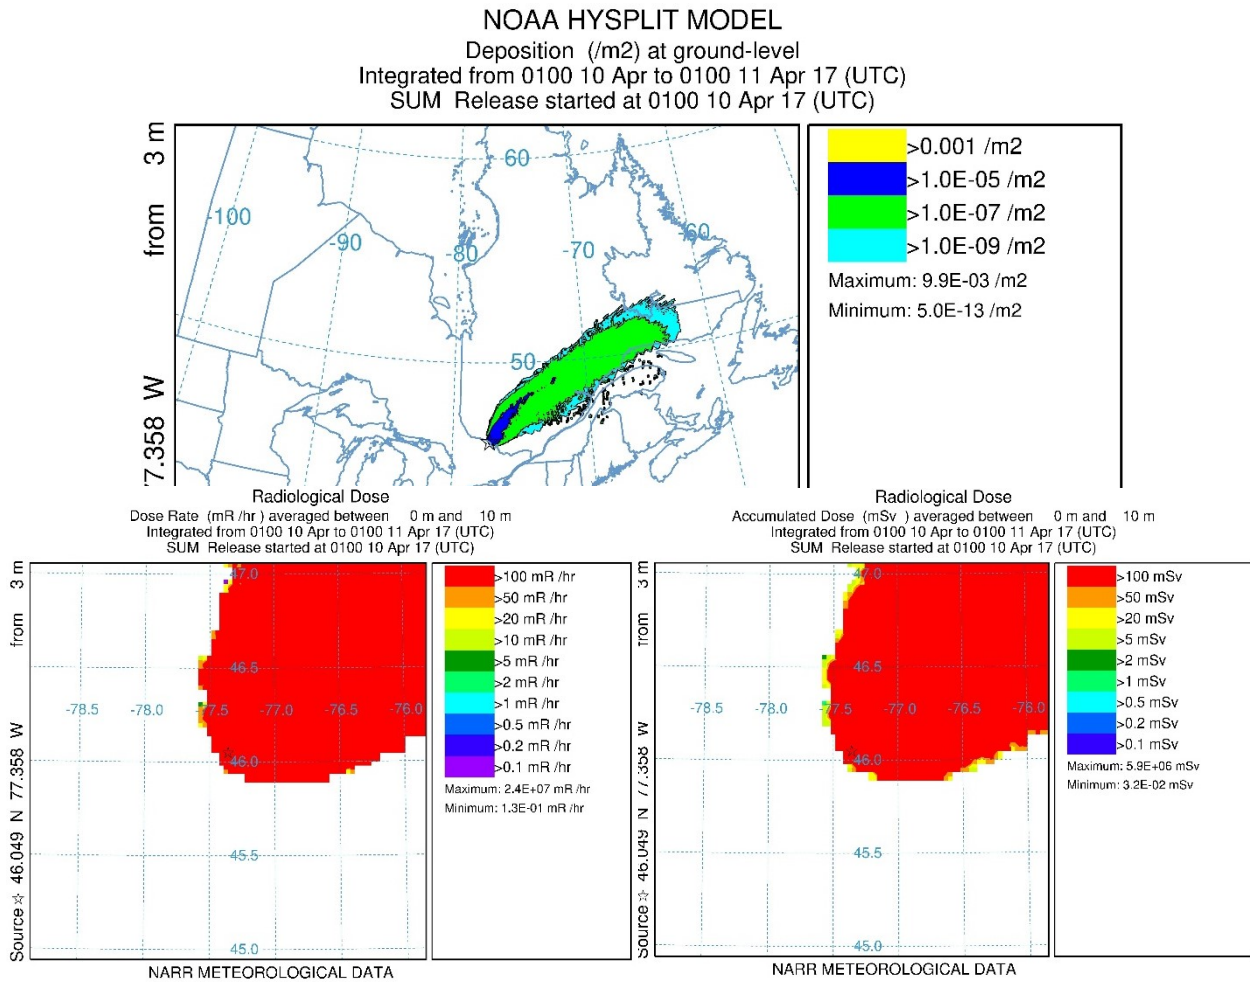 NOAA HYSPLIT MODEL
Deposition (/m2) at ground-level
Integrated from 0100 10 Apr to 0100 11 Apr 17 (UTC)
SUM Release started at 0100 10 Apr 17 (UTC)
77.358 W from 3 m
60
-100
-90
-80
-70
-60
50
>0.001 /m2
>1.0E-05 /m2
>1.0E-07 /m2
>1.0E-09 /m2
Maximum: 9.9E-03 /m2
Minimum: 5.0E-13 /m2
Radiological Dose
Dose Rate (mR /hr ) averaged between 0 m and 10 m
Integrated from 0100 10 Apr to 0100 11 Apr 17 (UTC)
SUM Release started at 0100 10 Apr 17 (UTC)
Source ☆ 46.049 N 77.358 W from 3 m
47.0
46.5
-78.5 -78.0 -77.5 -77.0 -76.5 -76.0
46.0
45.5
45.0
>100 mR /hr
>50 mR /hr
>20 mR /hr
>10 mR /hr
>5 mR /hr
>2 mR /hr
>1 mR /hr
>0.5 mR /hr
>0.2 mR /hr
>0.1 mR /hr
Maximum: 2.4E+07 mR /hr
Minimum: 1.3E-01 mR /hr
NARR METEOROLOGICAL DATA
Radiological Dose
Accumulated Dose (mSv ) averaged between 0 m and 10 m
Integrated from 0100 10 Apr to 0100 11 Apr 17 (UTC)
SUM Release started at 0100 10 Apr 17 (UTC)
Source ☆ 46.049 N 77.358 W from 3 m
47.0
46.5
-78.5 -78.0 -77.5 -77.0 -76.5 -76.0
46.0
45.5
45.0
>100 mSv
>50 mSv
>20 mSv
>5 mSv
>2 mSv
>1 mSv
>0.5 mSv
>0.2 mSv
>0.1 mSv
Maximum: 5.9E+06 mSv
Minimum: 3.2E-02 mSv
NARR METEOROLOGICAL DATA